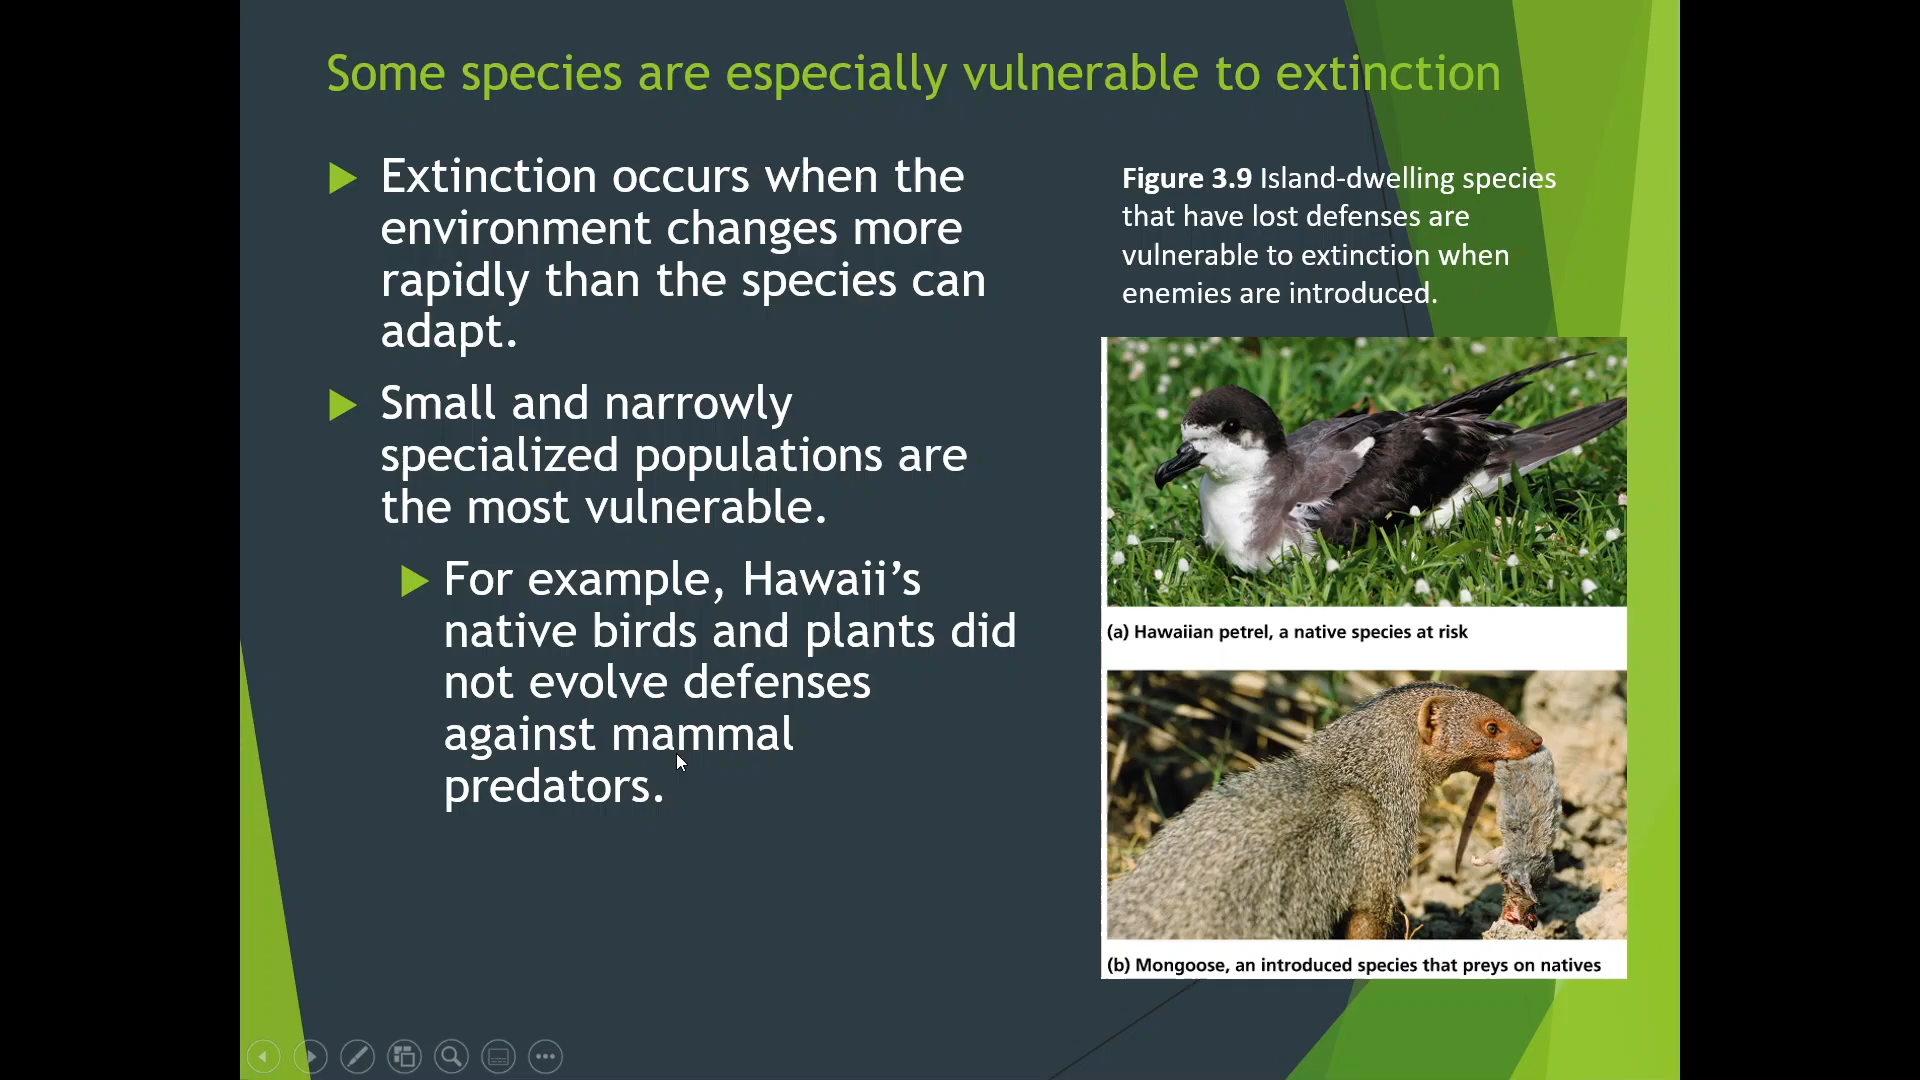 Some species are especially vulnerable to extinction
Extinction occurs when the
environment changes more
rapidly than the species can
adapt.
Small and narrowly
specialized populations are
the most vulnerable.
For example, Hawaii’s
native birds and plants did
not evolve defenses
against mammal
predators.
Figure 3.9 Island-dwelling species
that have lost defenses are
vulnerable to extinction when
enemies are introduced.
(a) Hawaiian petrel, a native species at risk
(b) Mongoose, an introduced species that preys on natives